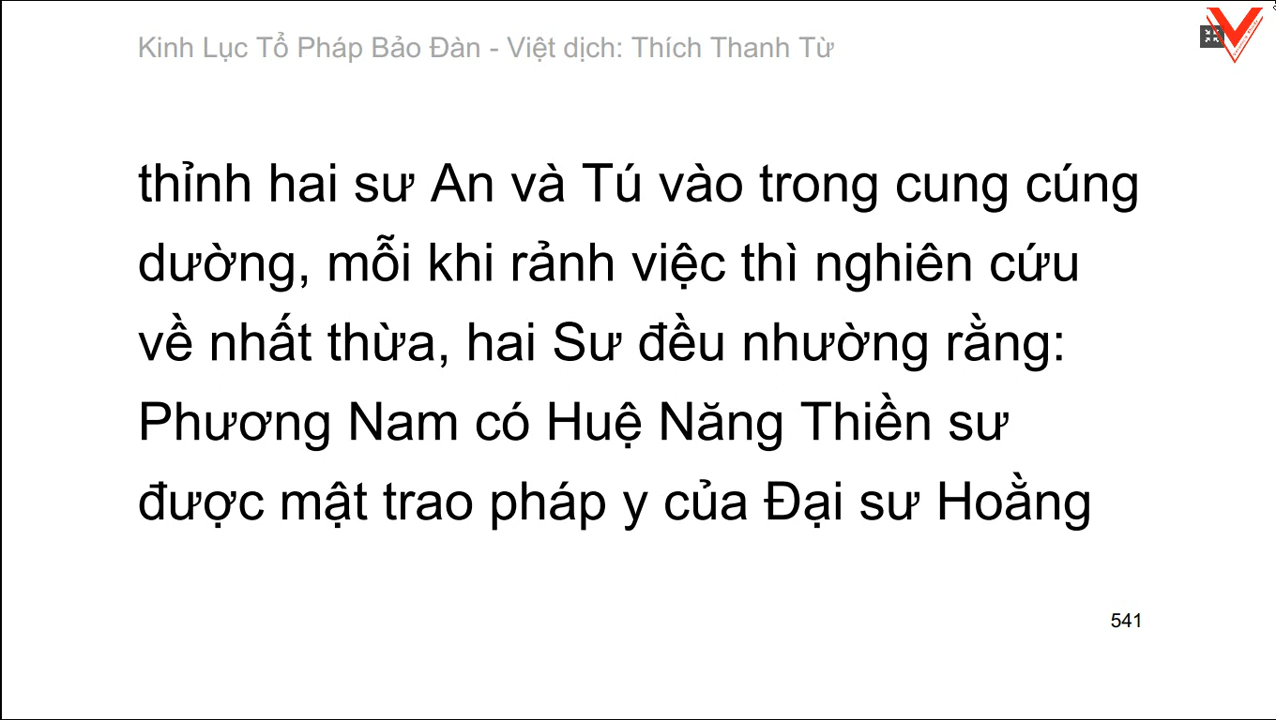 Kinh Lục Tổ Pháp Bảo Đàn - Việt dịch: Thích Thanh Từ
thỉnh hai sư An và Tú vào trong cung cúng
dường, mỗi khi rảnh việc thì nghiên cứu
về nhất thừa, hai Sư đều nhường rằng:
Phương Nam có Huệ Năng Thiền sư
được mật trao pháp y của Đại sư Hoằng
541